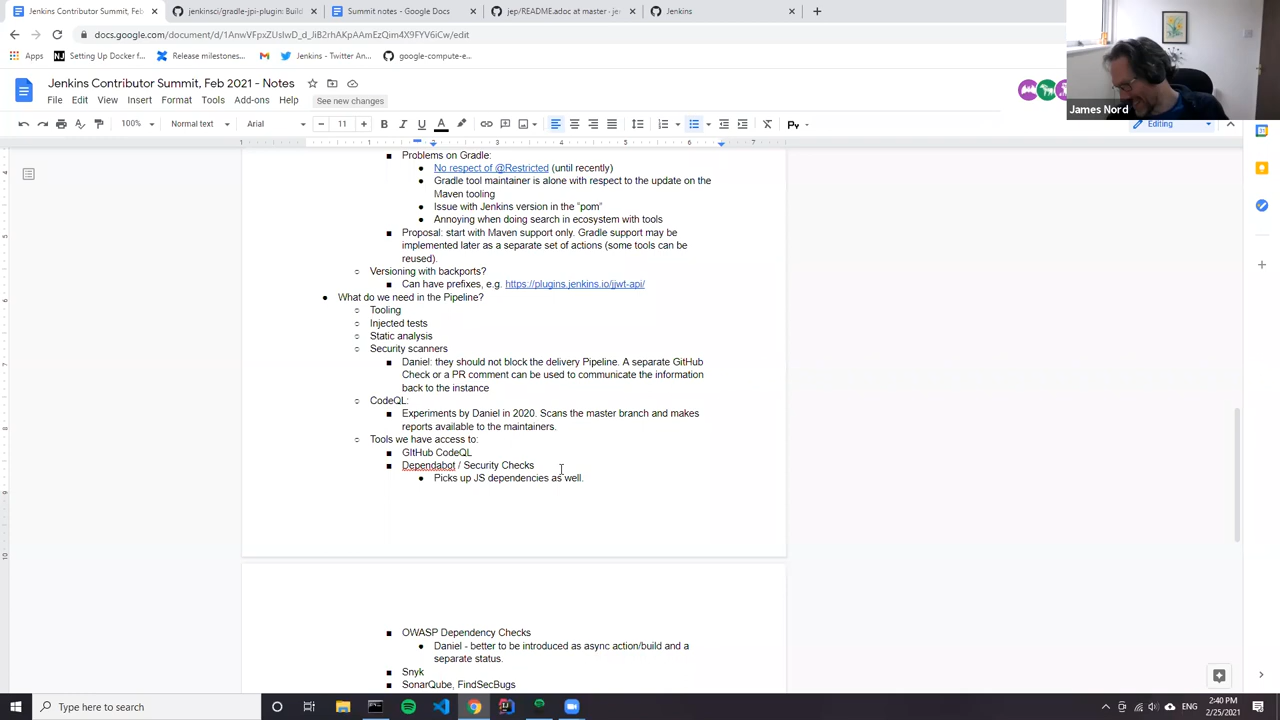 Jenkins Contributor Summit, Feb
jenkinsci/gradle-jpi-plugin: Build
Summit notes - Google Docs
jep/README.adoc at master · je
Jenkins
Apps
Setting Up Docker f...
Release milestones...
Jenkins - Twitter An...
google-compute-e...
Jenkins Contributor Summit, Feb 2021 - Notes
File Edit View Insert Format Tools Add-ons Help See new changes
James Nord
100% Normal text Arial 11 Editing
Problems on Gradle:
No respect of @Restricted (until recently)
Gradle tool maintainer is alone with respect to the update on the
Maven tooling
Issue with Jenkins version in the "pom"
Annoying when doing search in ecosystem with tools
Proposal: start with Maven support only. Gradle support may be
implemented later as a separate set of actions (some tools can be
reused).
Versioning with backports?
Can have prefixes, e.g. https://plugins.jenkins.io/jjwt-api/
What do we need in the Pipeline?
Tooling
Injected tests
Static analysis
Security scanners
Daniel: they should not block the delivery Pipeline. A separate GitHub
Check or a PR comment can be used to communicate the information
back to the instance
CodeQL:
Experiments by Daniel in 2020. Scans the master branch and makes
reports available to the maintainers.
Tools we have access to:
GItHub CodeQL
Dependabot / Security Checks
Picks up JS dependencies as well.
OWASP Dependency Checks
Daniel - better to be introduced as async action/build and a
separate status.
Snyk
SonarQube, FindSecBugs
Type here to search
ENG
2:40 PM
2/25/2021